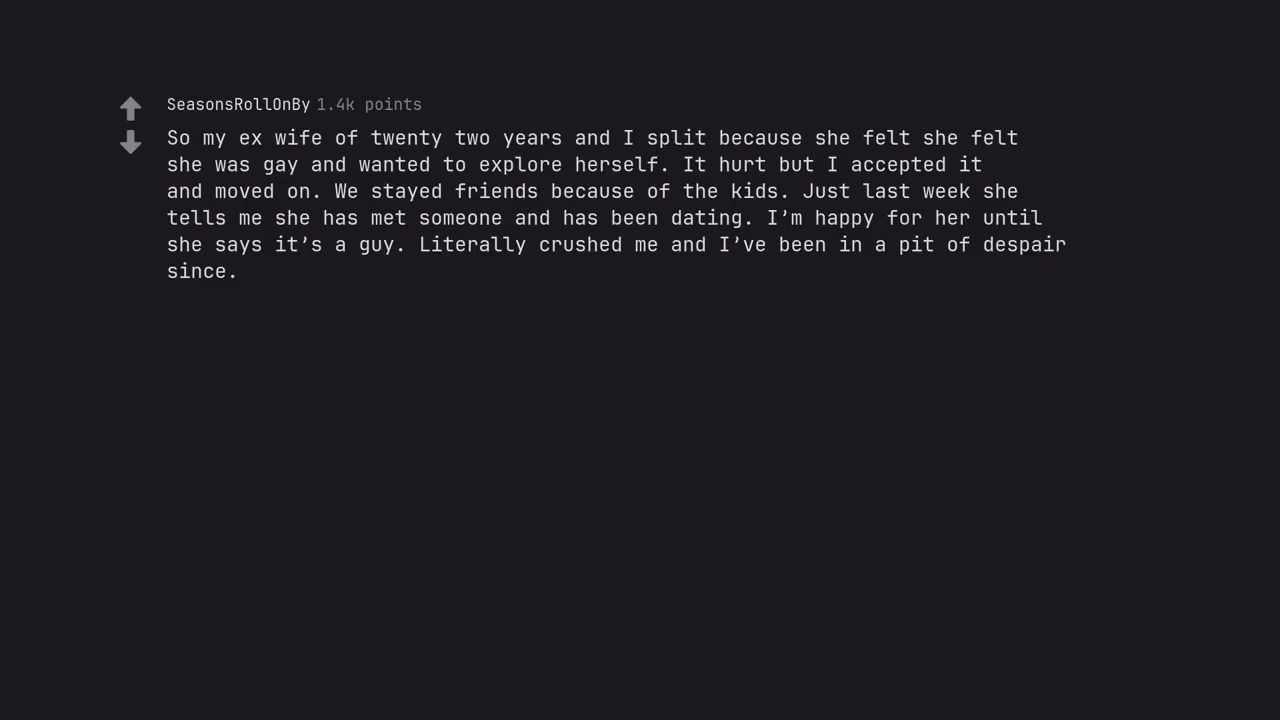 SeasonsRollOnBy 1.4k points
So my ex wife of twenty two years and I split because she felt she felt
she was gay and wanted to explore herself. It hurt but I accepted it
and moved on. We stayed friends because of the kids. Just last week she
tells me she has met someone and has been dating. I’m happy for her until
she says it’s a guy. Literally crushed me and I’ve been in a pit of despair
since.